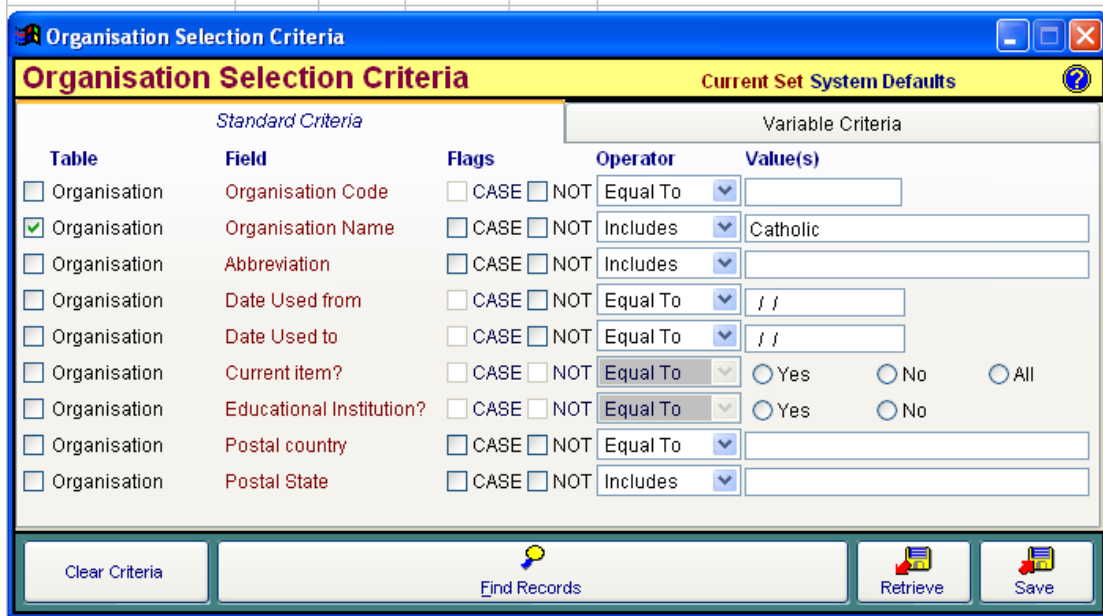 Organisation Selection Criteria
Organisation Selection Criteria Current Set System Defaults ?
Standard Criteria Variable Criteria
Table Field Flags Operator Value(s)
Organisation Organisation Code CASE NOT Equal To
Organisation Organisation Name CASE NOT Includes Catholic
Organisation Abbreviation CASE NOT Includes
Organisation Date Used from CASE NOT Equal To / /
Organisation Date Used to CASE NOT Equal To / /
Organisation Current item? CASE NOT Equal To Yes No All
Organisation Educational Institution? CASE NOT Equal To Yes No
Organisation Postal country CASE NOT Equal To
Organisation Postal State CASE NOT Includes
Clear Criteria Find Records Retrieve Save